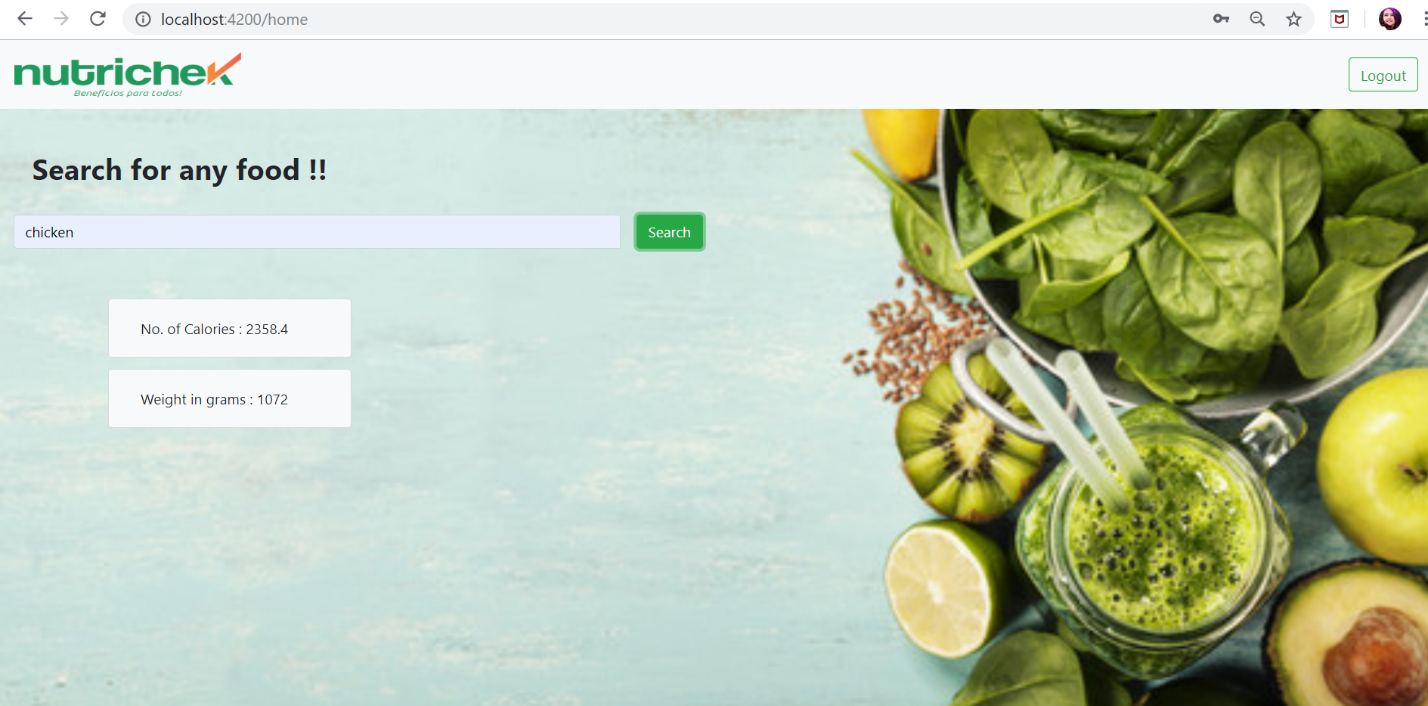 localhost:4200/home
nutrichek
Benefícios para todos!
Logout
Search for any food !!
chicken
Search
No. of Calories : 2358.4
Weight in grams : 1072